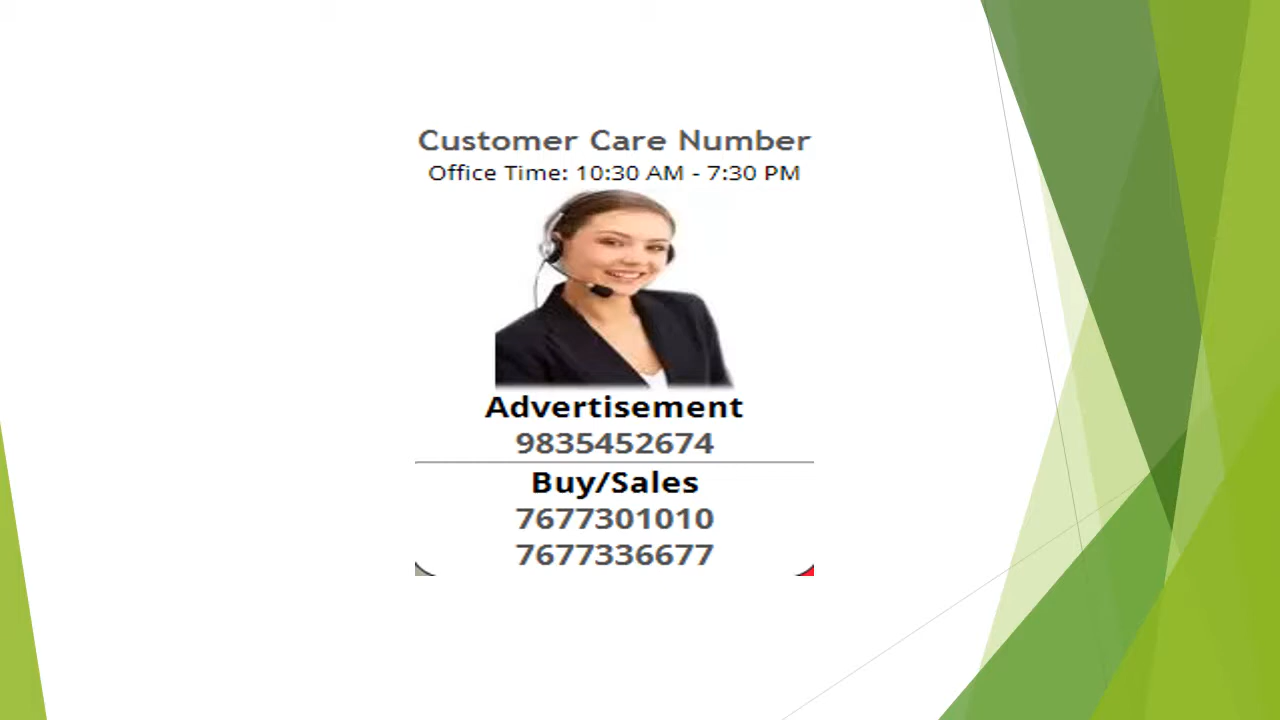 Customer Care Number
Office Time: 10:30 AM - 7:30 PM
Advertisement
9835452674
Buy/Sales
7677301010
7677336677